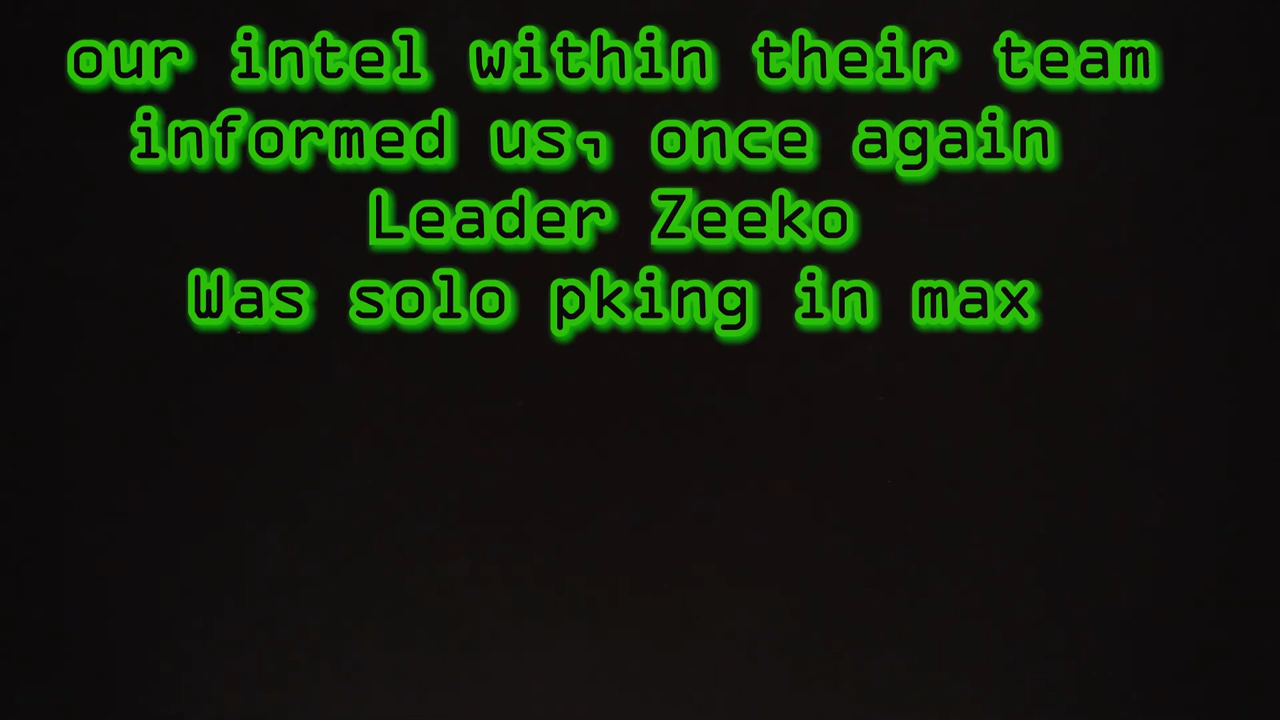 our intel within their team
informed us, once again
Leader Zeeko
Was solo pking in max